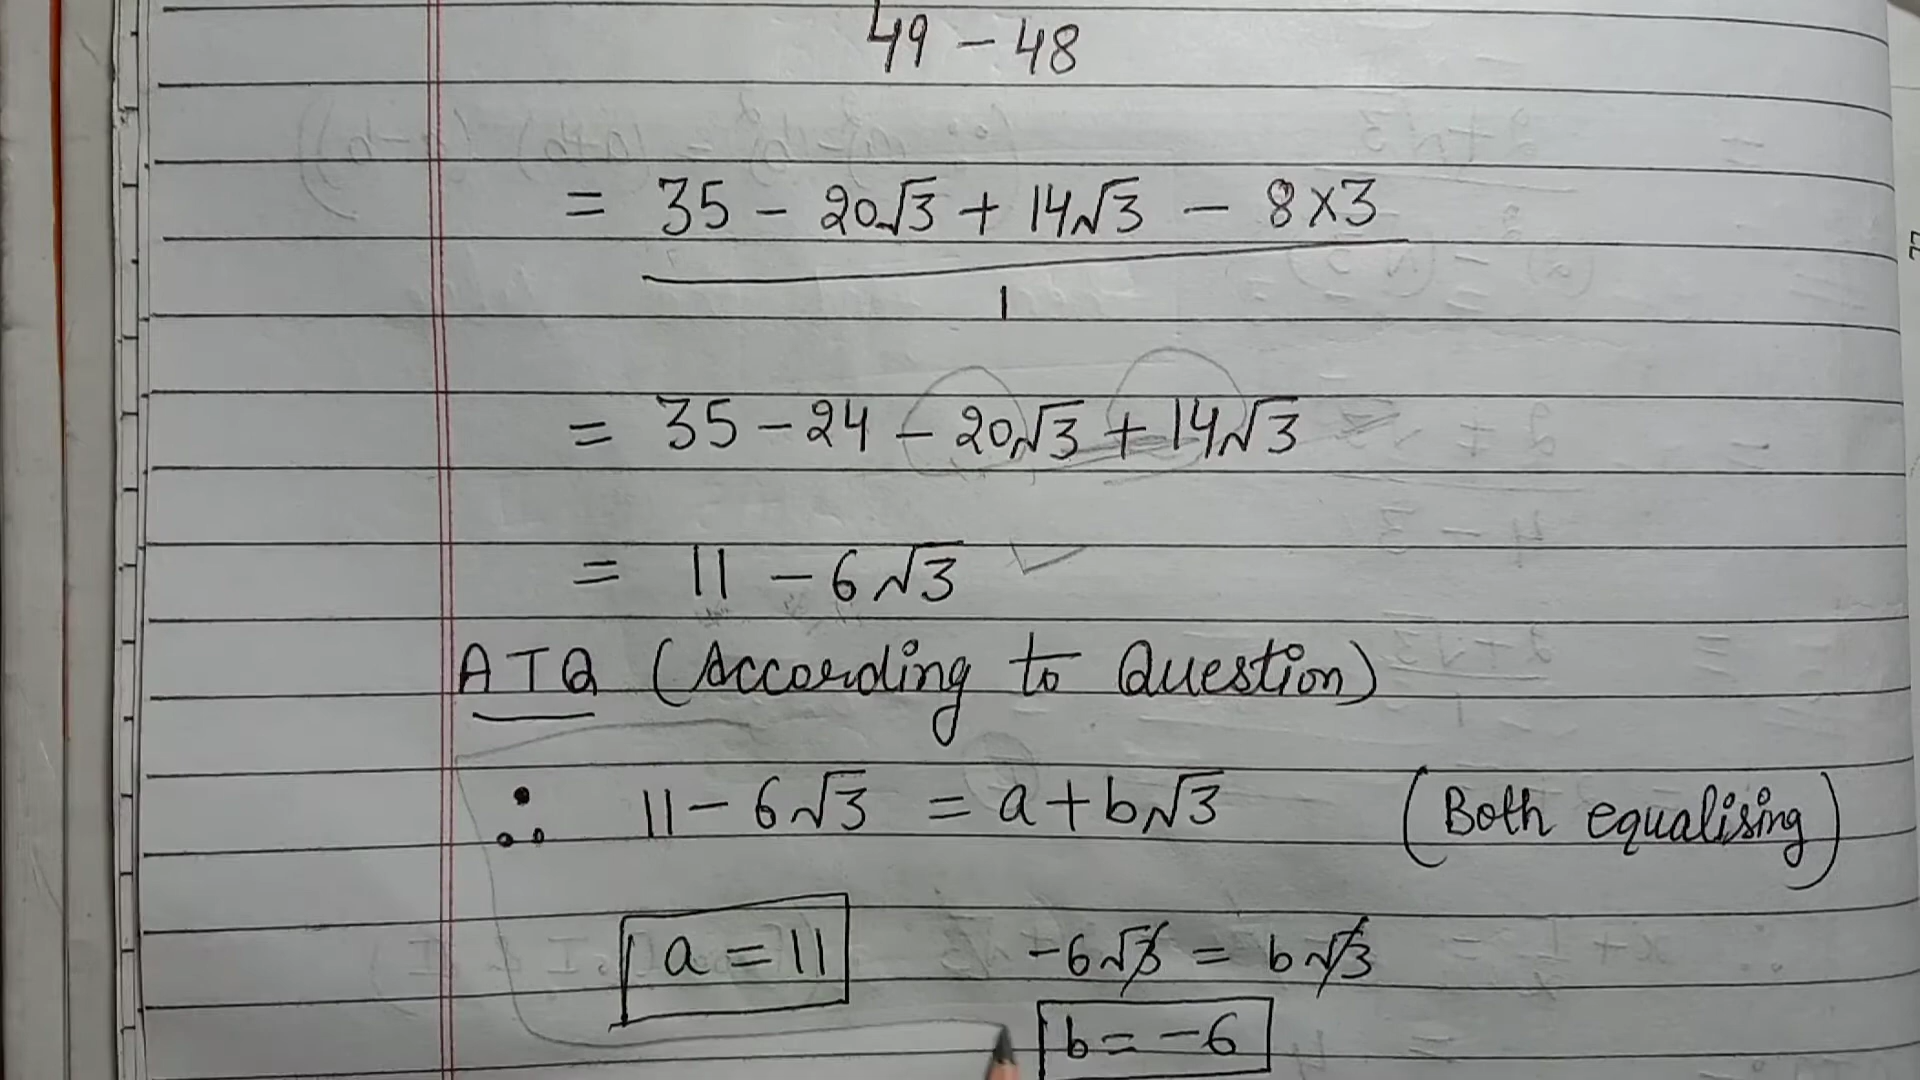 49 - 48
= 35 - 20√3 + 14√3 - 8×3
1
= 35 - 24 - 20√3 + 14√3
= 11 - 6√3
ATQ (According to Question)
∴ 11 - 6√3 = a + b√3 (Both equalising)
a = 11 -6√3 = b√3
b = -6